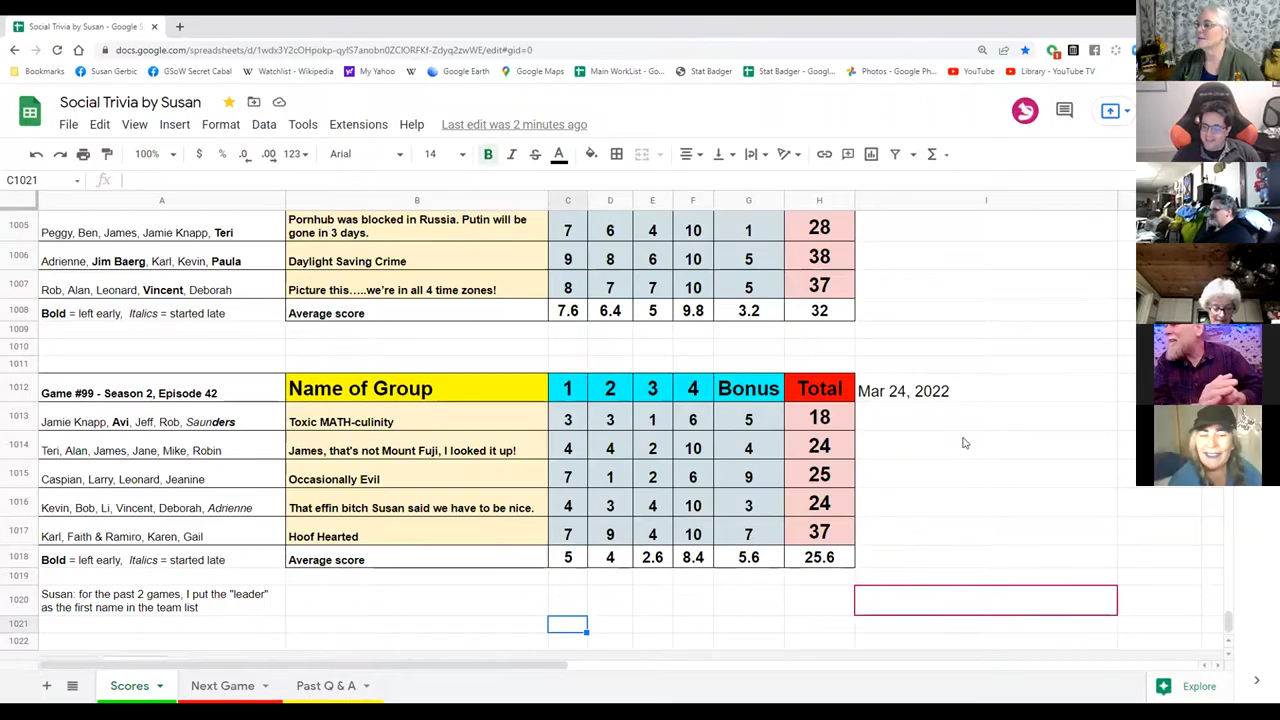 Social Trivia by Susan - Google S
docs.google.com/spreadsheets/d/1wdx3Y2cOHpokp-qylS7anobn0ZClORFKf-Zdyq2zwWE/edit#gid=0
Bookmarks Susan Gerbic GSoW Secret Cabal Watchlist - Wikipedia My Yahoo Google Earth Google Maps Main WorkList - Go... Stat Badger Stat Badger - Googl... Photos - Google Ph... YouTube Library - YouTube TV
Social Trivia by Susan
File Edit View Insert Format Data Tools Extensions Help Last edit was 2 minutes ago
100% $ % .0 .00 123 Arial 14 B I S A
C1021 fx
A B C D E F G H I
1005 Peggy, Ben, James, Jamie Knapp, Teri Pornhub was blocked in Russia. Putin will be gone in 3 days. 7 6 4 10 1 28
1006 Adrienne, Jim Baerg, Karl, Kevin, Paula Daylight Saving Crime 9 8 6 10 5 38
1007 Rob, Alan, Leonard, Vincent, Deborah Picture this…..we're in all 4 time zones! 8 7 7 10 5 37
1008 Bold = left early, Italics = started late Average score 7.6 6.4 5 9.8 3.2 32
1009
1010
1011
1012 Game #99 - Season 2, Episode 42 Name of Group 1 2 3 4 Bonus Total Mar 24, 2022
1013 Jamie Knapp, Avi, Jeff, Rob, Saunders Toxic MATH-culinity 3 3 1 6 5 18
1014 Teri, Alan, James, Jane, Mike, Robin James, that's not Mount Fuji, I looked it up! 4 4 2 10 4 24
1015 Caspian, Larry, Leonard, Jeanine Occasionally Evil 7 1 2 6 9 25
1016 Kevin, Bob, Li, Vincent, Deborah, Adrienne That effin bitch Susan said we have to be nice. 4 3 4 10 3 24
1017 Karl, Faith & Ramiro, Karen, Gail Hoof Hearted 7 9 4 10 7 37
1018 Bold = left early, Italics = started late Average score 5 4 2.6 8.4 5.6 25.6
1019
1020 Susan: for the past 2 games, I put the "leader"
as the first name in the team list
1021
1022
Scores Next Game Past Q & A Explore